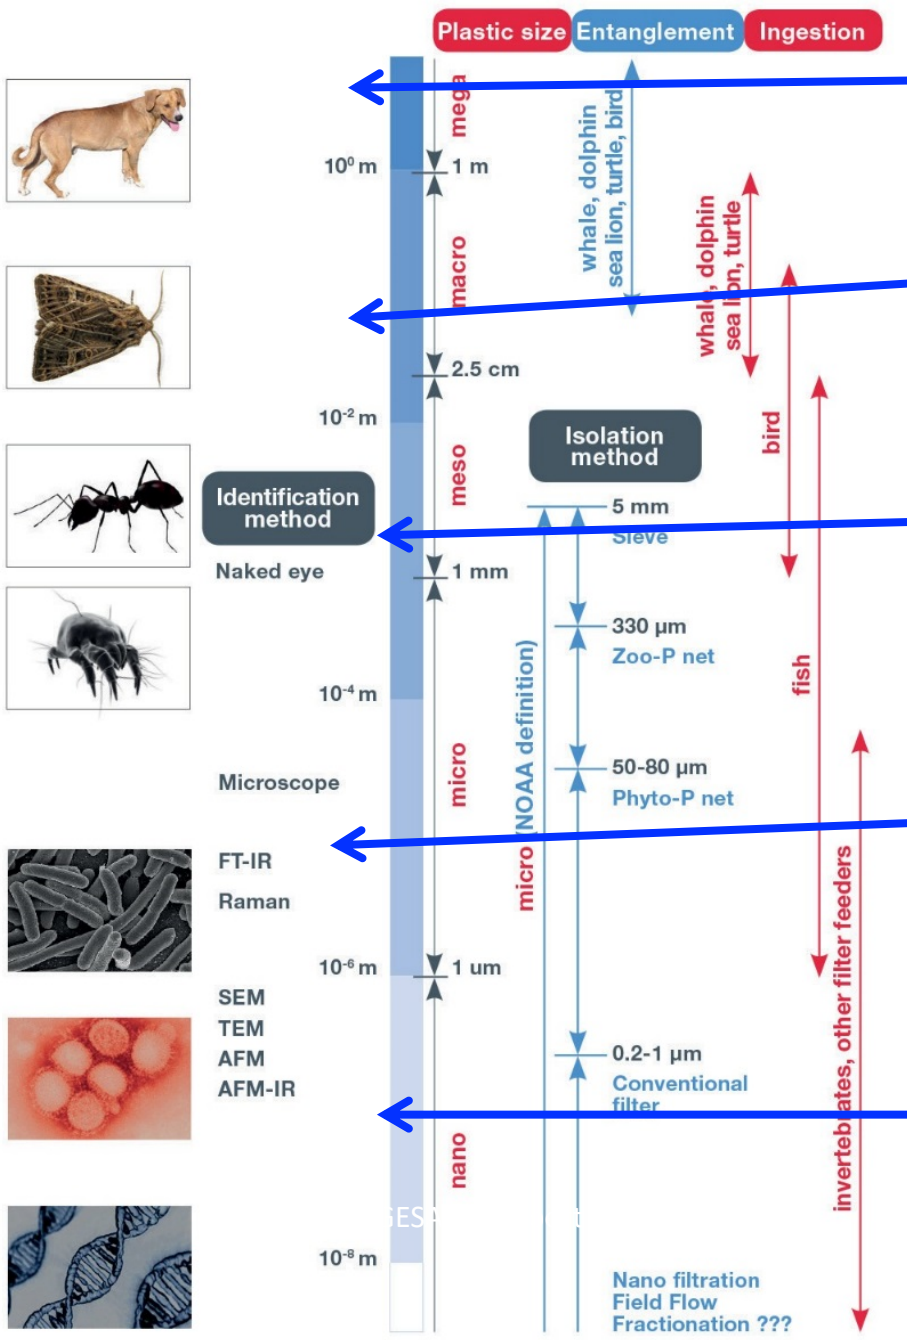 Plastic size
Entanglement
Ingestion
mega
whale, dolphin
sea lion, turtle, bird
10⁰ m
1 m
whale, dolphin
sea lion, turtle
macro
2.5 cm
10⁻² m
bird
Isolation
method
meso
Identification
method
5 mm
Sieve
Naked eye
1 mm
330 µm
Zoo-P net
fish
10⁻⁴ m
micro (NOAA definition)
micro
50-80 µm
Microscope
Phyto-P net
FT-IR
Raman
invertebrates, other filter feeders
10⁻⁶ m
1 um
SEM
TEM
AFM
AFM-IR
0.2-1 µm
Conventional
filter
nano
10⁻⁸ m
Nano filtration
Field Flow
Fractionation ???